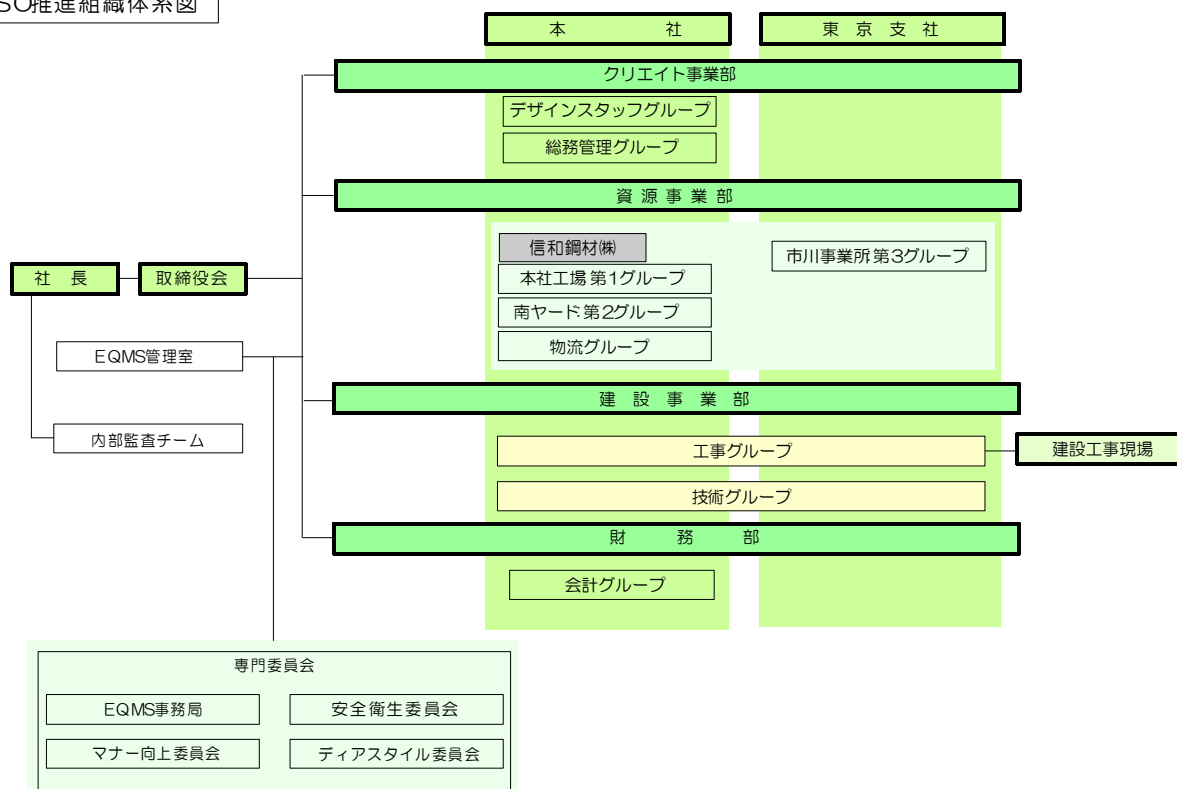 SO推進組織体系図
本 社
東 京 支 社
クリエイト事業部
デザインスタッフグループ
総務管理グループ
資 源 事 業 部
信和鋼材㈱
本社工場 第1グループ
市川事業所 第3グループ
南ヤード 第2グループ
物流グループ
社 長
取締役会
EQMS管理室
内部監査チーム
建 設 事 業 部
工事グループ
建設工事現場
技術グループ
財 務 部
会計グループ
専門委員会
EQMS事務局
安全衛生委員会
マナー向上委員会
ディアスタイル委員会